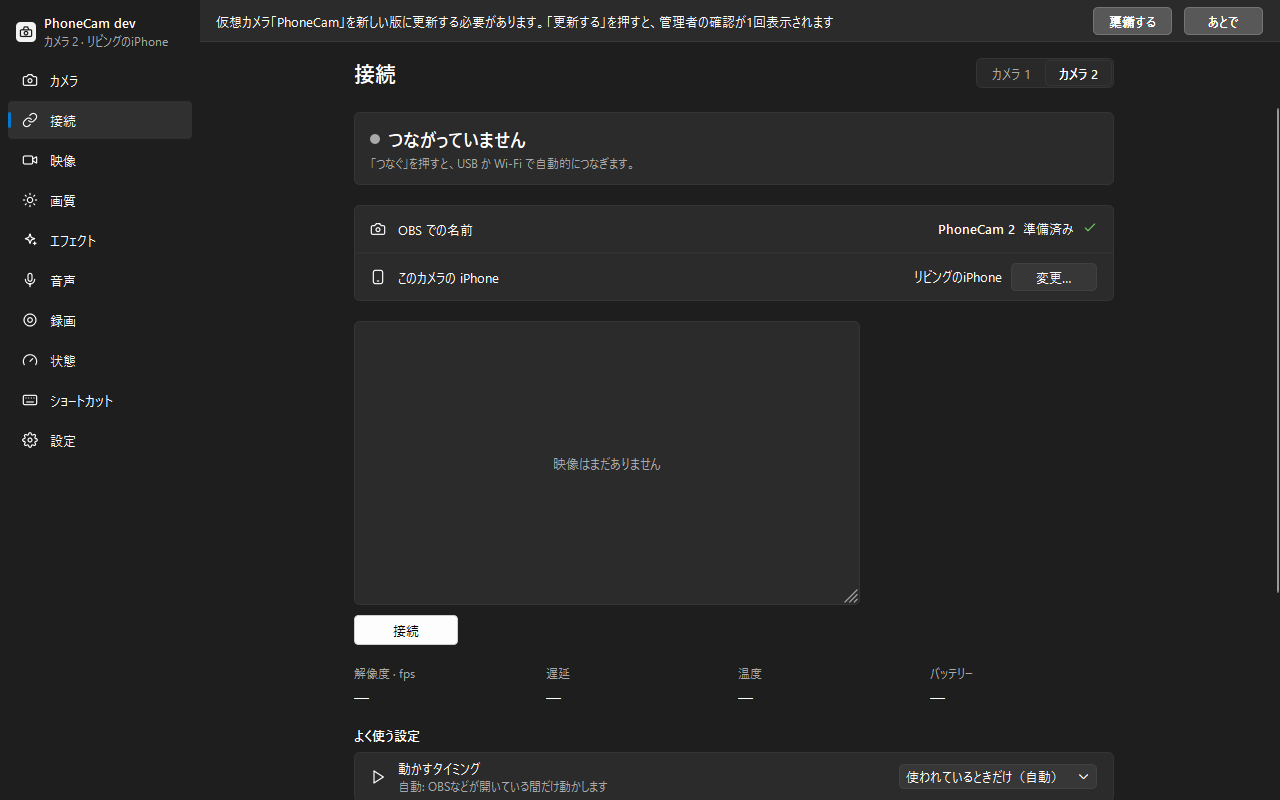 PhoneCam dev
カメラ 2 · リビングのiPhone
仮想カメラ「PhoneCam」を新しい版に更新する必要があります。「更新する」を押すと、管理者の確認が1回表示されます
あとで
カメラ
接続
映像
画質
エフェクト
音声
録画
状態
ショートカット
設定
接続
カメラ 1
カメラ 2
つながっていません
「つなぐ」を押すと、USB か Wi-Fi で自動的につなぎます。
OBS での名前
PhoneCam 2 準備済み
このカメラの iPhone
リビングのiPhone
変更...
映像はまだありません
接続
解像度 · fps
遅延
温度
バッテリー
—
—
—
—
よく使う設定
動かすタイミング
自動: OBSなどが開いている間だけ動かします
使われているときだけ（自動）